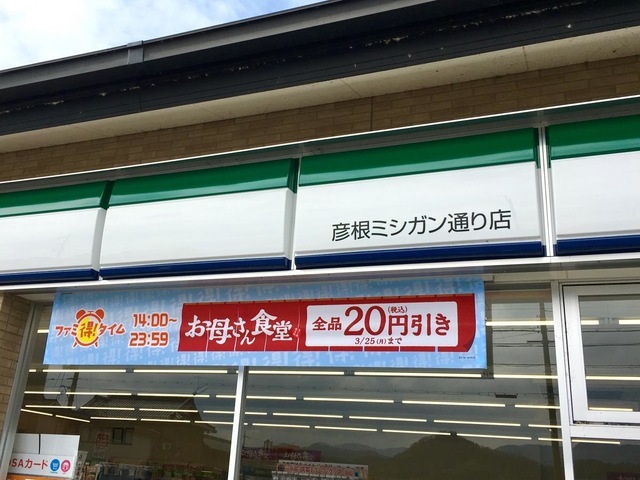 彦根ミシガン通り店
ファミ得!タイム
14:00~
23:59
お母さん食堂
全品20円引き
(税込)
3/25(月)まで
SAカード